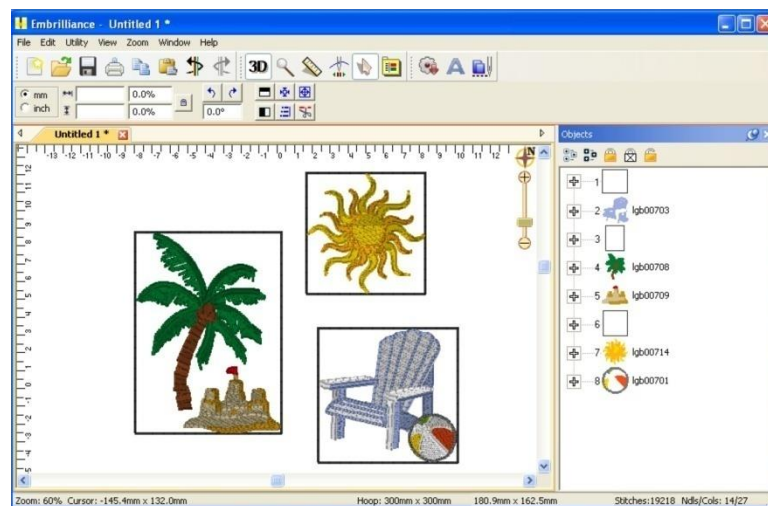 Embrilliance - Untitled 1 *
File Edit Utility View Zoom Window Help
3D
mm 0.0%
inch 0.0% 0.0°
Untitled 1 *
Objects
-13 -12 -11 -10 -9 -8 -7 -6 -5 -4 -3 -2 -1 0 1 2 3 4 5 6 7 8 9 10 11 12
N
1
2 lgb00703
3
4 lgb00708
5 lgb00709
6
7 lgb00714
8 lgb00701
Zoom: 60% Cursor: -145.4mm x 132.0mm Hoop: 300mm x 300mm 180.9mm x 162.5mm Stitches:19218 Ndls/Cols: 14/27